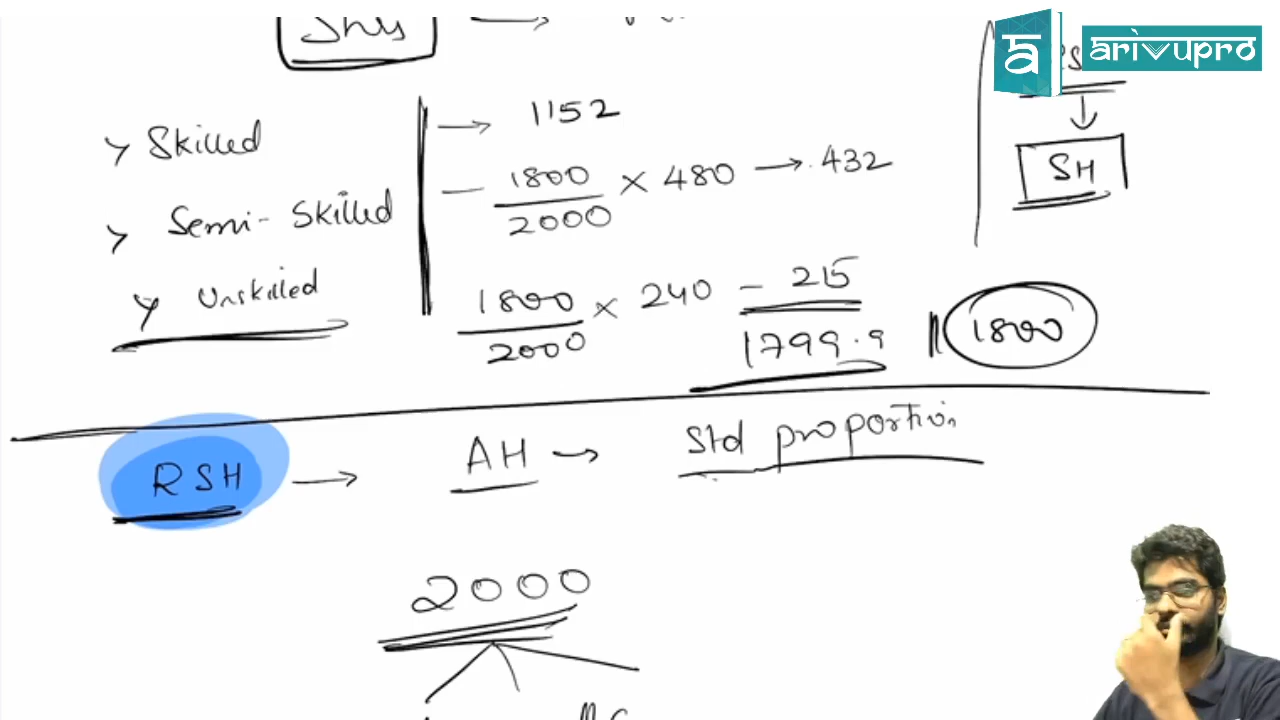 arivupro
Skilled → 1152
Semi-Skilled - 1800/2000 × 480 → 432
Unskilled 1800/2000 × 240 - 215
1799.9 1800
SH
RSH → AH → Std proportion
2000